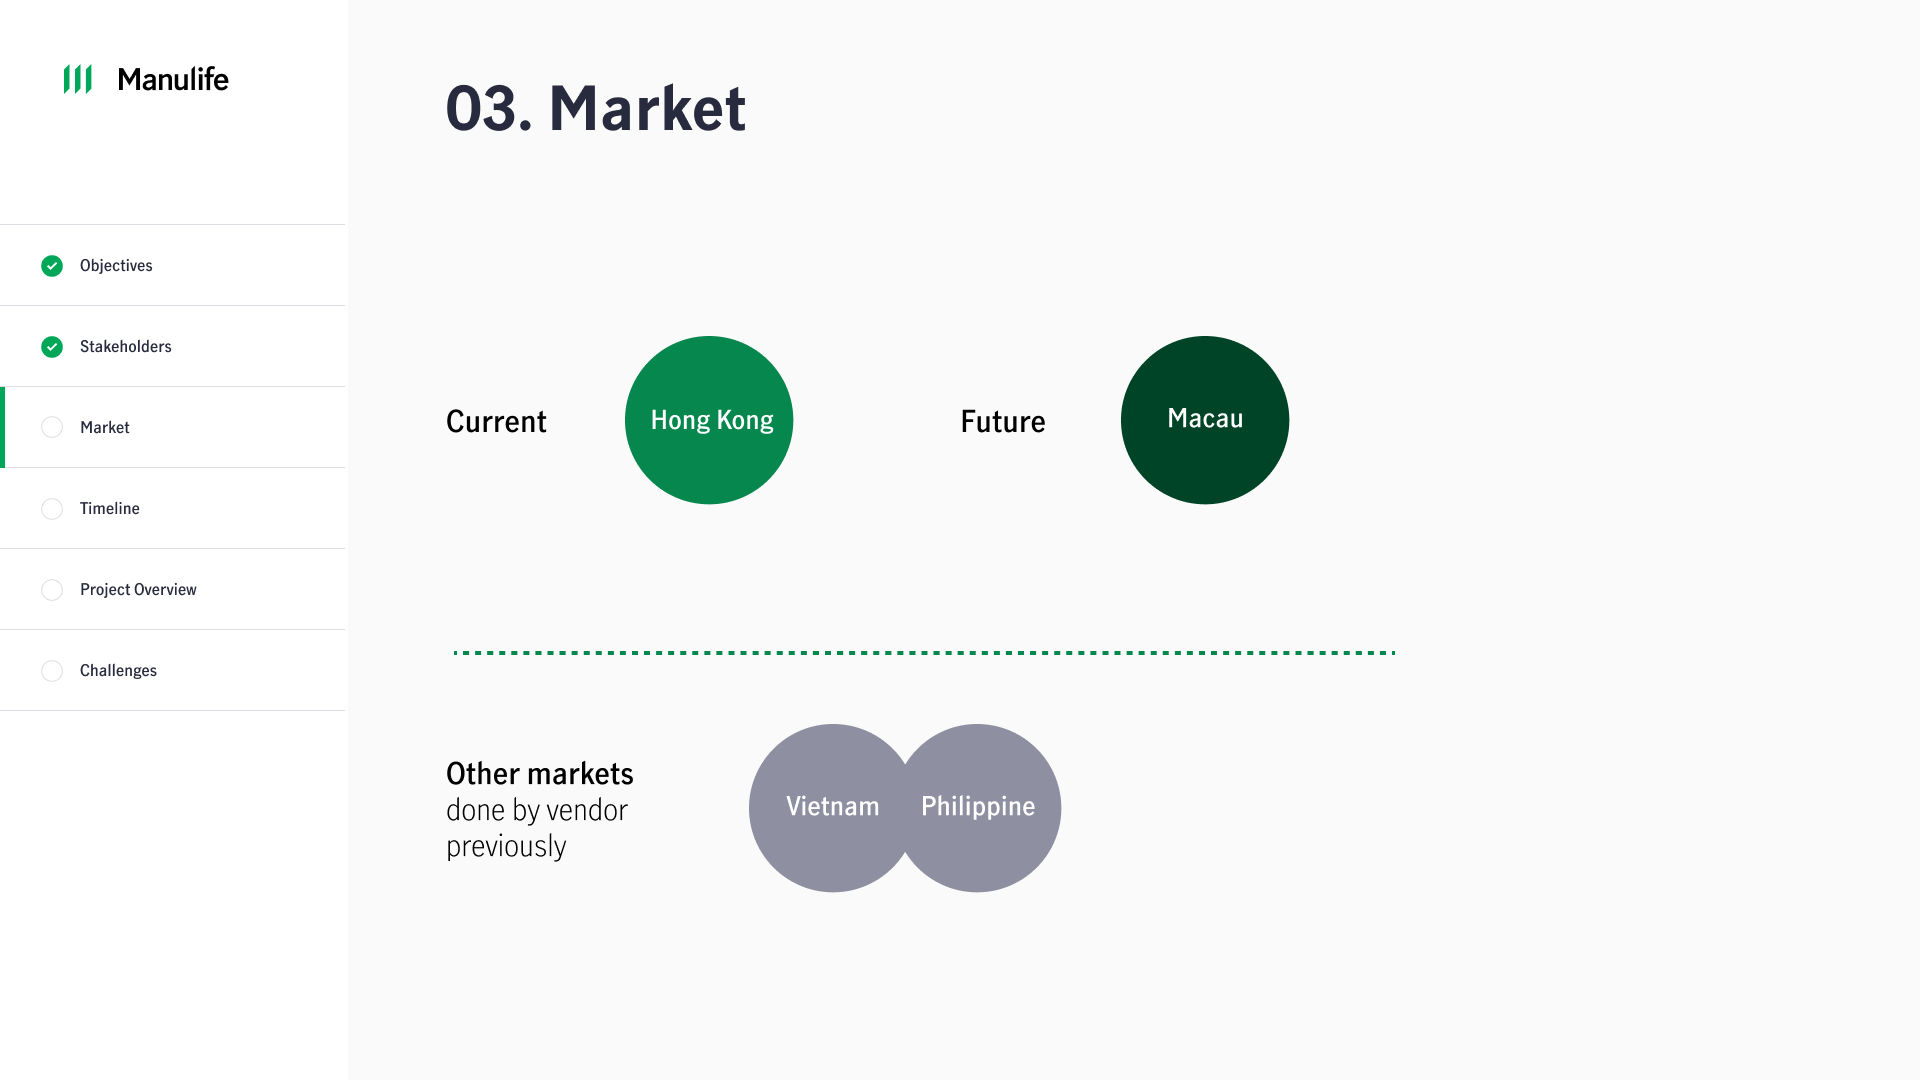 Manulife
Objectives
Stakeholders
Market
Timeline
Project Overview
Challenges
03. Market
Current
Hong Kong
Future
Macau
Other markets
done by vendor
previously
Vietnam
Philippine